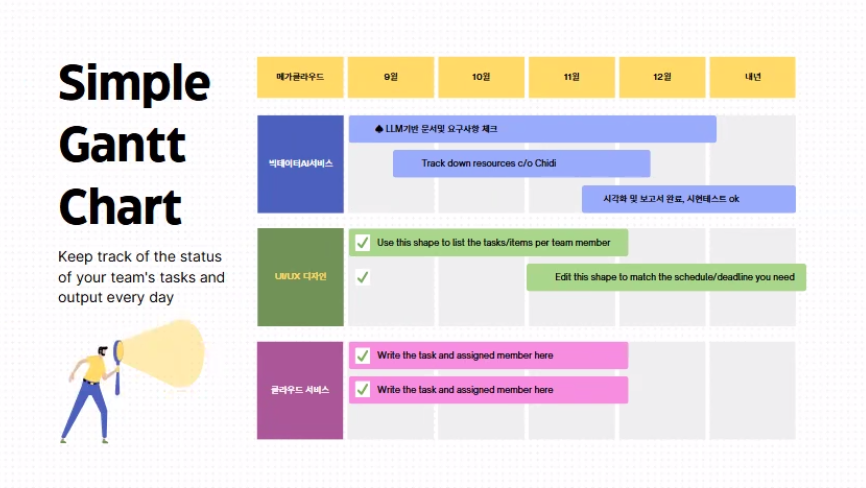 Simple
Gantt
Chart
Keep track of the status
of your team's tasks and
output every day
메가클라우드
9월
10월
11월
12월
내년
빅데이터AI서비스
♠ LLM기반 문서및 요구사항 체크
Track down resources c/o Chidi
시각화 및 보고서 완료, 시현테스트 ok
UI/UX 디자인
Use this shape to list the tasks/items per team member
Edit this shape to match the schedule/deadline you need
클라우드 서비스
Write the task and assigned member here
Write the task and assigned member here